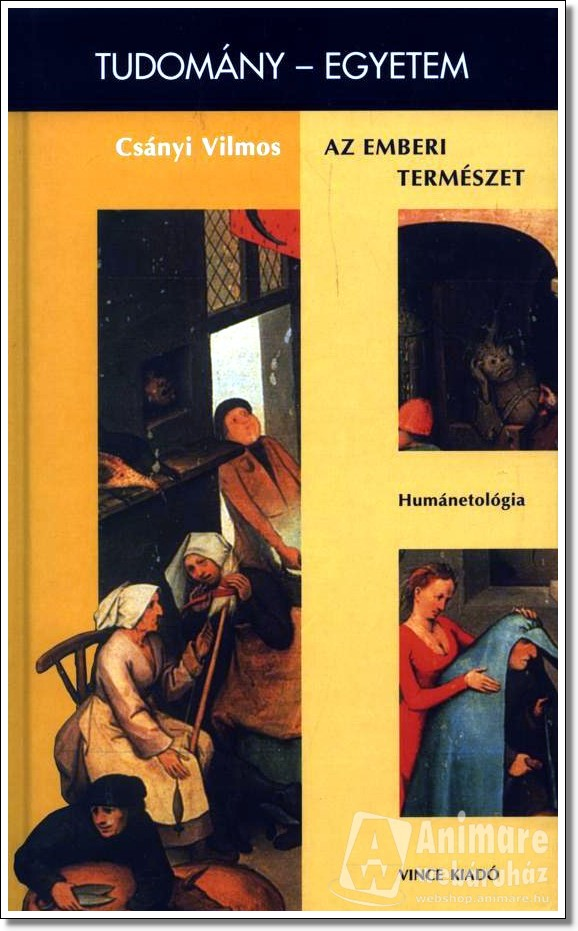 TUDOMÁNY – EGYETEM
Csányi Vilmos
AZ EMBERI
TERMÉSZET
Humánetológia
VINCE KIADÓ
Animare
Webáruház
webshop.animare.hu